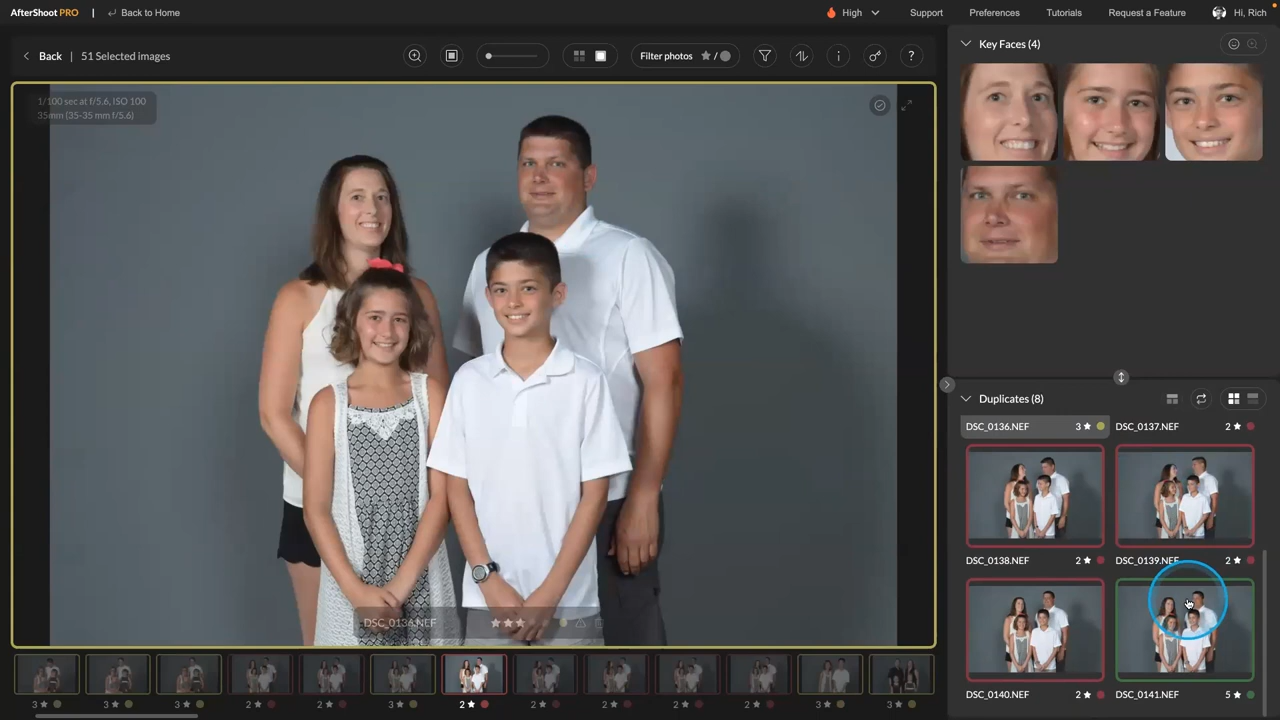 AfterShoot PRO | Back to Home
High
Support
Preferences
Tutorials
Request a Feature
Hi, Rich
Back | 51 Selected images
Filter photos /
i
?
Key Faces (4)
1/100 sec at f/5.6, ISO 100
35mm (35-35 mm f/5.6)
DSC_0136.NEF
Duplicates (8)
DSC_0136.NEF 3
DSC_0137.NEF 2
DSC_0138.NEF 2
DSC_0139.NEF 2
DSC_0140.NEF 2
DSC_0141.NEF 5
3 3 3 2 2 3 2 2 2 2 2 3 3